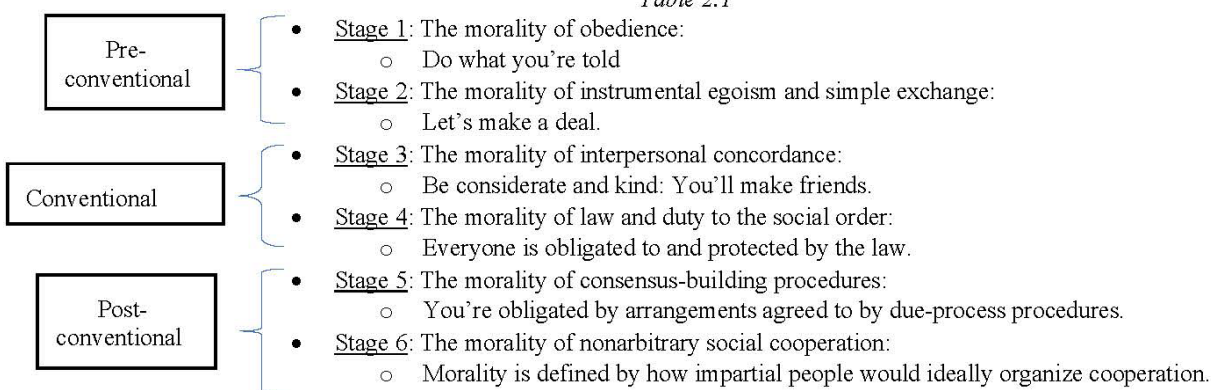 Table 2.1
Pre-
conventional
• Stage 1: The morality of obedience:
o Do what you're told
• Stage 2: The morality of instrumental egoism and simple exchange:
o Let's make a deal.
Conventional
• Stage 3: The morality of interpersonal concordance:
o Be considerate and kind: You'll make friends.
• Stage 4: The morality of law and duty to the social order:
o Everyone is obligated to and protected by the law.
Post-
conventional
• Stage 5: The morality of consensus-building procedures:
o You're obligated by arrangements agreed to by due-process procedures.
• Stage 6: The morality of nonarbitrary social cooperation:
o Morality is defined by how impartial people would ideally organize cooperation.